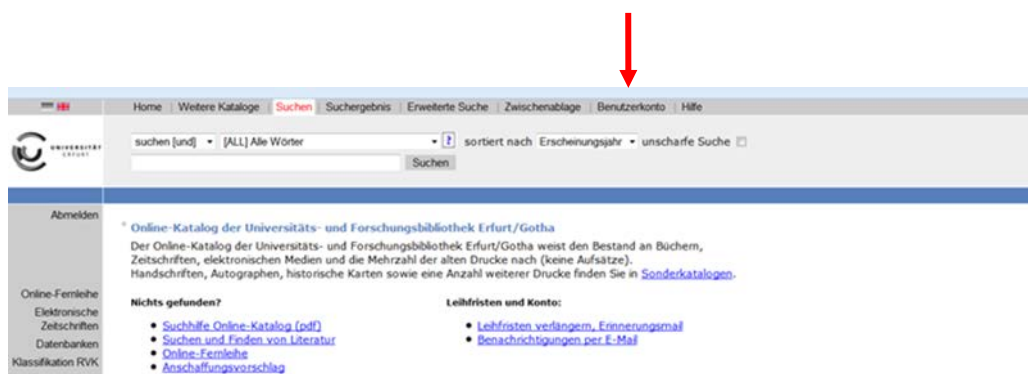 Home | Weitere Kataloge | Suchen | Suchergebnis | Erweiterte Suche | Zwischenablage | Benutzerkonto | Hilfe
UNIVERSITÄT
ERFURT
suchen [und] [ALL] Alle Wörter sortiert nach Erscheinungsjahr unscharfe Suche
Suchen
Abmelden
Online-Katalog der Universitäts- und Forschungsbibliothek Erfurt/Gotha
Der Online-Katalog der Universitäts- und Forschungsbibliothek Erfurt/Gotha weist den Bestand an Büchern,
Zeitschriften, elektronischen Medien und die Mehrzahl der alten Drucke nach (keine Aufsätze).
Handschriften, Autographen, historische Karten sowie eine Anzahl weiterer Drucke finden Sie in Sonderkatalogen.
Online-Fernleihe
Elektronische
Zeitschriften
Datenbanken
Klassifikation RVK
Nichts gefunden?
• Suchhilfe Online-Katalog (pdf)
• Suchen und Finden von Literatur
• Online-Fernleihe
• Anschaffungsvorschlag
Leihfristen und Konto:
• Leihfristen verlängern, Erinnerungsmail
• Benachrichtigungen per E-Mail